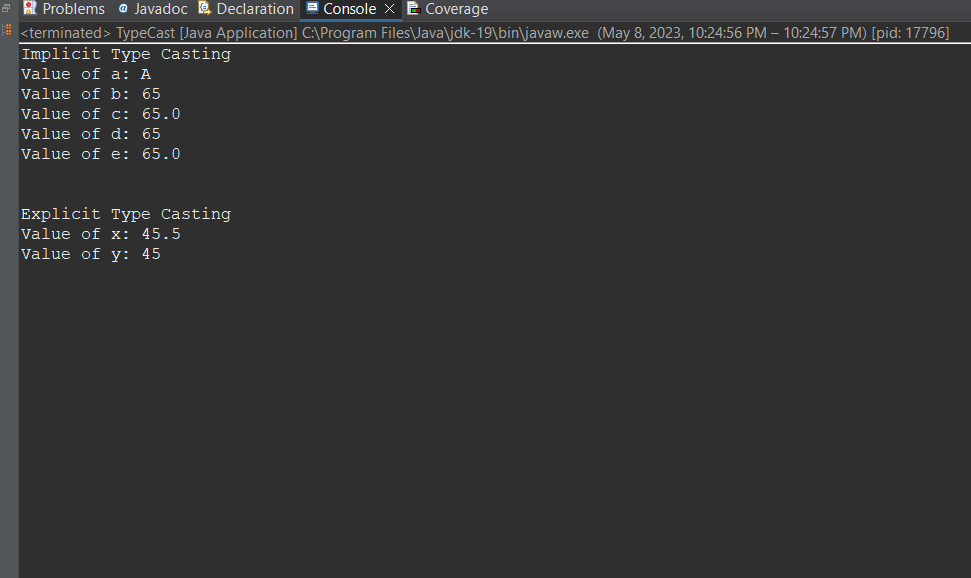 Problems Javadoc Declaration Console Coverage
<terminated> TypeCast [Java Application] C:\Program Files\Java\jdk-19\bin\javaw.exe (May 8, 2023, 10:24:56 PM – 10:24:57 PM) [pid: 17796]
Implicit Type Casting
Value of a: A
Value of b: 65
Value of c: 65.0
Value of d: 65
Value of e: 65.0
Explicit Type Casting
Value of x: 45.5
Value of y: 45